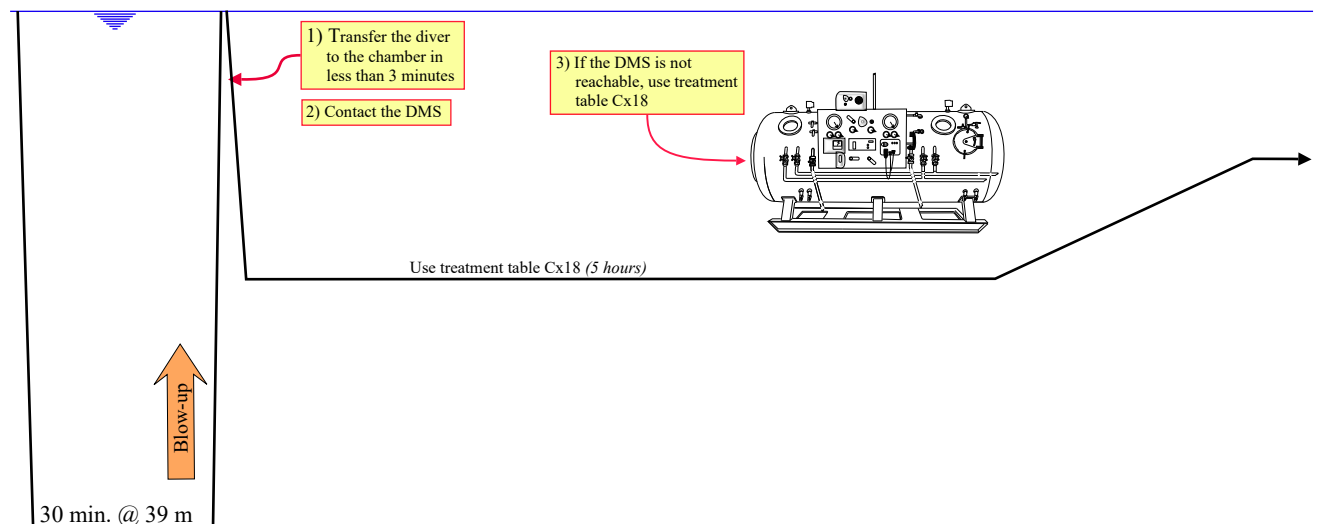 1) Transfer the diver
to the chamber in
less than 3 minutes
2) Contact the DMS
3) If the DMS is not
reachable, use treatment
table Cx18
Use treatment table Cx18 (5 hours)
Blow-up
30 min. @ 39 m